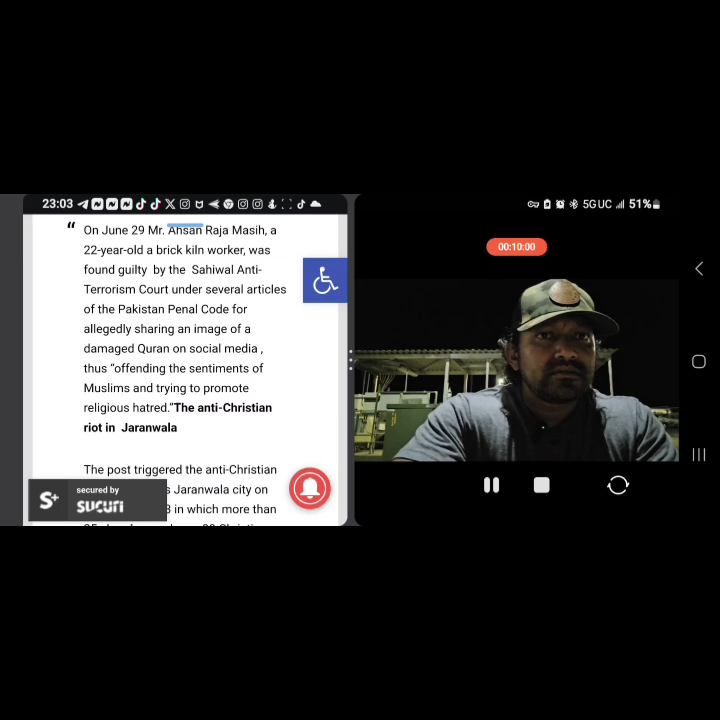 23:03
5G UC 51%
“ On June 29 Mr. Ahsan Raja Masih, a
22-year-old a brick kiln worker, was
found guilty by the Sahiwal Anti-
Terrorism Court under several articles
of the Pakistan Penal Code for
allegedly sharing an image of a
damaged Quran on social media ,
thus “offending the sentiments of
Muslims and trying to promote
religious hatred.”The anti-Christian
riot in Jaranwala
The post triggered the anti-Christian
Jaranwala city on
in which more than
S+ secured by
sucuri
00:10:00